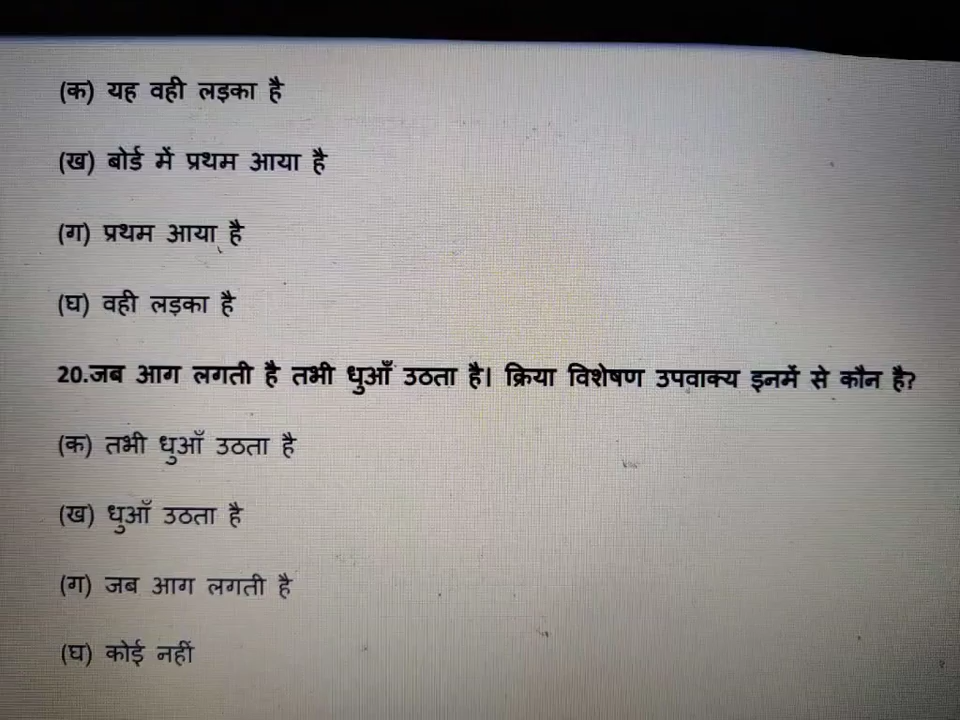 (क) यह वही लड़का है
(ख) बोर्ड में प्रथम आया है
(ग) प्रथम आया है
(घ) वही लड़का है
20.जब आग लगती है तभी धुआँ उठता है। क्रिया विशेषण उपवाक्य इनमें से कौन है?
(क) तभी धुआँ उठता है
(ख) धुआँ उठता है
(ग) जब आग लगती है
(घ) कोई नहीं